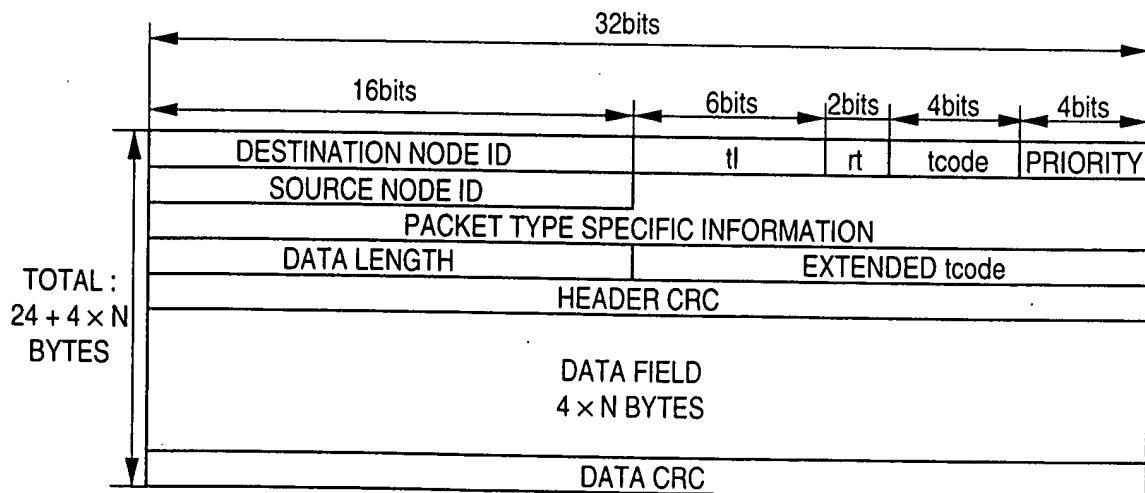 32bits
16bits 6bits 2bits 4bits 4bits
DESTINATION NODE ID tl rt tcode PRIORITY
SOURCE NODE ID
PACKET TYPE SPECIFIC INFORMATION
DATA LENGTH EXTENDED tcode
HEADER CRC
TOTAL :
24 + 4 × N
BYTES
DATA FIELD
4 × N BYTES
DATA CRC